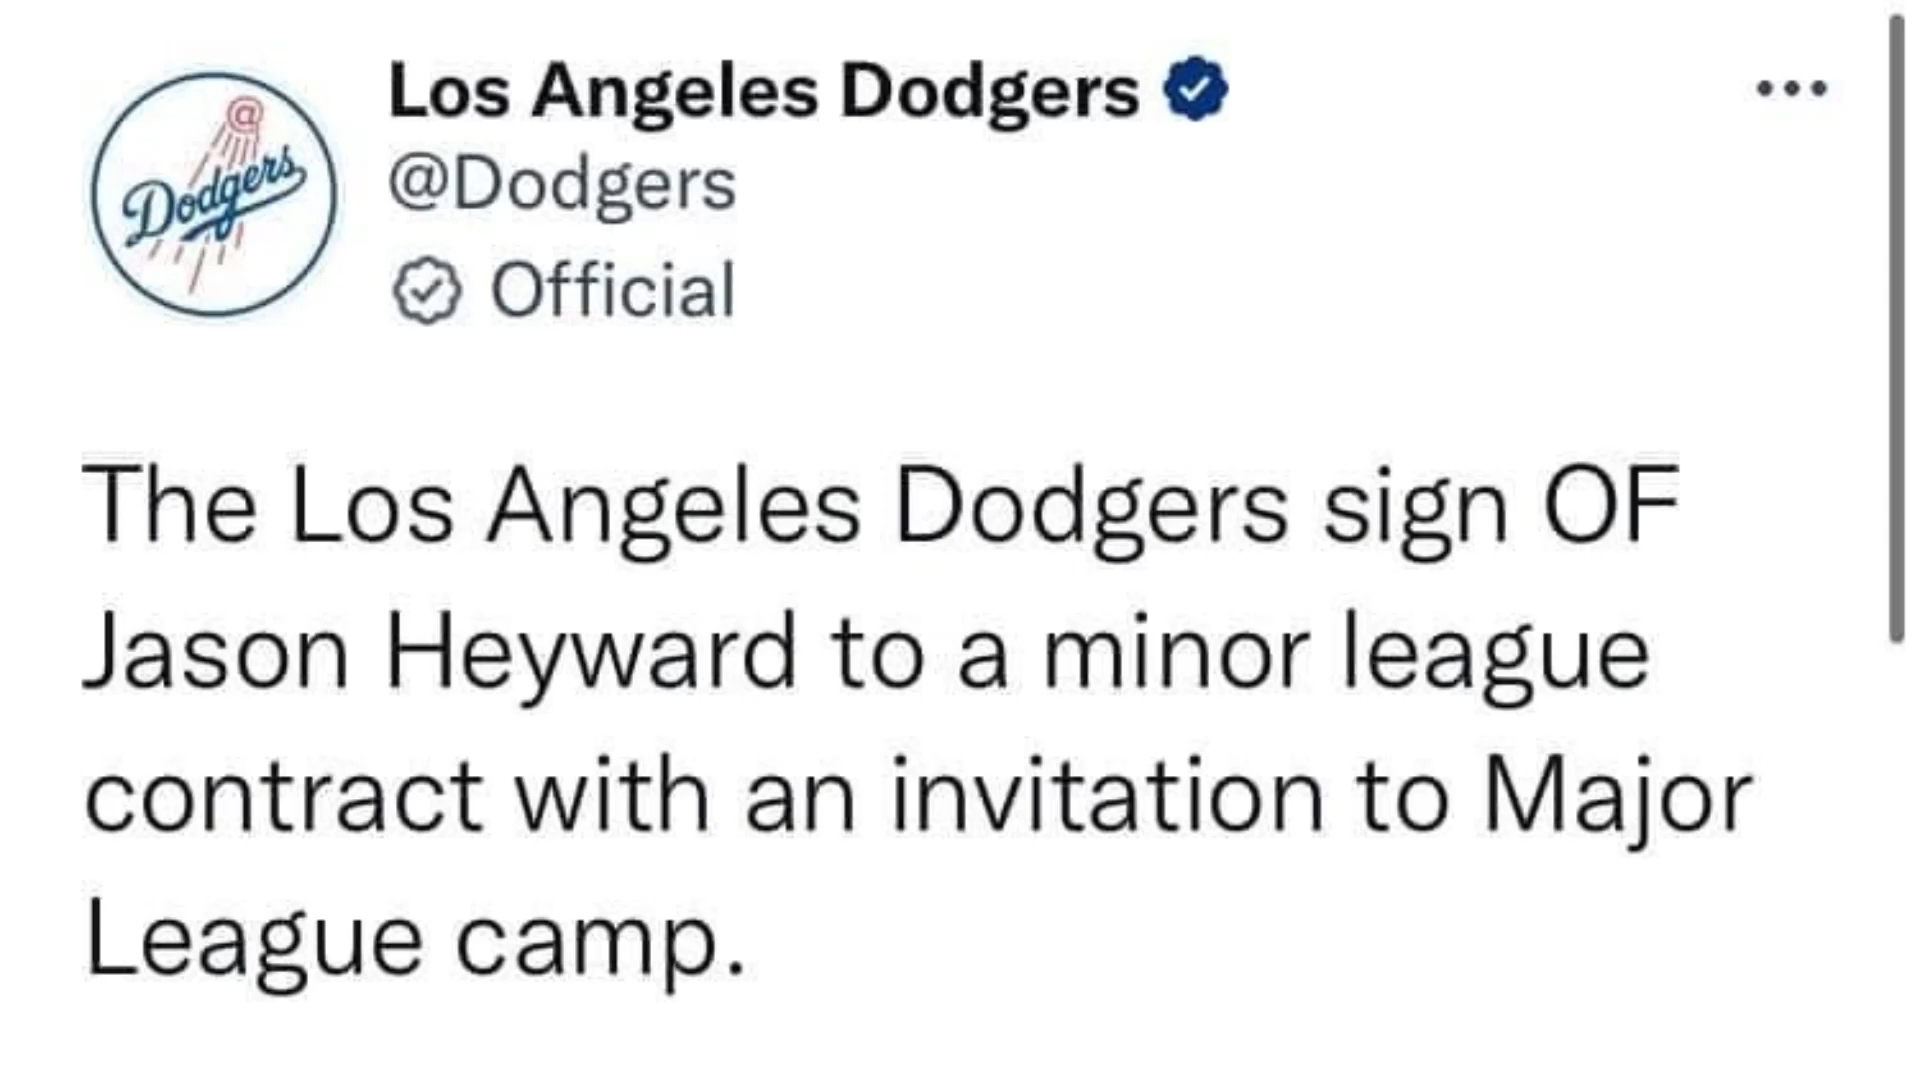 Los Angeles Dodgers
@Dodgers
Official
@
Dodgers
The Los Angeles Dodgers sign OF
Jason Heyward to a minor league
contract with an invitation to Major
League camp.